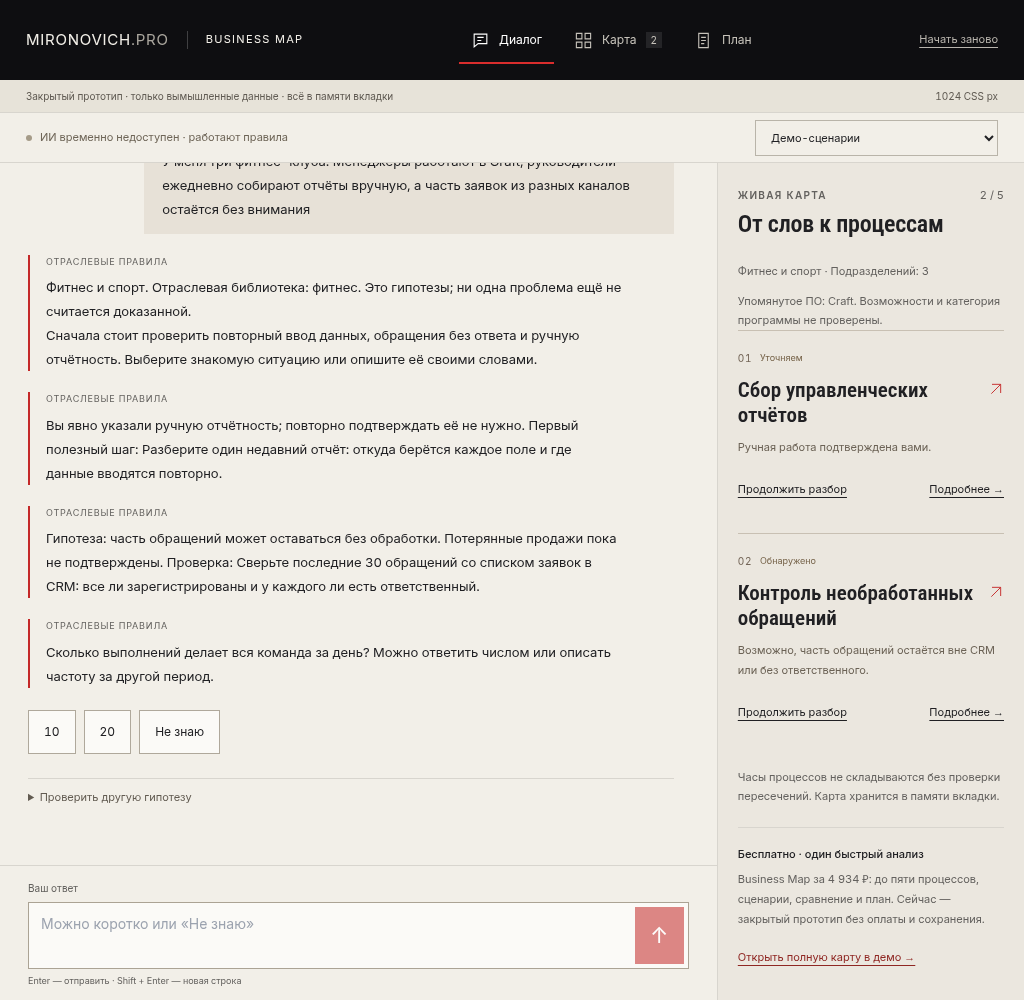 MIRONOVICH.PRO
BUSINESS MAP
Диалог
Карта 2
План
Начать заново
Закрытый прототип · только вымышленные данные · всё в памяти вкладки
1024 CSS px
ИИ временно недоступен · работают правила
Демо-сценарии
У меня три фитнес-клуба. Менеджеры работают в Craft, руководители
ежедневно собирают отчёты вручную, а часть заявок из разных каналов
остаётся без внимания
ОТРАСЛЕВЫЕ ПРАВИЛА
Фитнес и спорт. Отраслевая библиотека: фитнес. Это гипотезы; ни одна проблема ещё не
считается доказанной.
Сначала стоит проверить повторный ввод данных, обращения без ответа и ручную
отчётность. Выберите знакомую ситуацию или опишите её своими словами.
ОТРАСЛЕВЫЕ ПРАВИЛА
Вы явно указали ручную отчётность; повторно подтверждать её не нужно. Первый
полезный шаг: Разберите один недавний отчёт: откуда берётся каждое поле и где
данные вводятся повторно.
ОТРАСЛЕВЫЕ ПРАВИЛА
Гипотеза: часть обращений может оставаться без обработки. Потерянные продажи пока
не подтверждены. Проверка: Сверьте последние 30 обращений со списком заявок в
CRM: все ли зарегистрированы и у каждого ли есть ответственный.
ОТРАСЛЕВЫЕ ПРАВИЛА
Сколько выполнений делает вся команда за день? Можно ответить числом или описать
частоту за другой период.
10
20
Не знаю
Проверить другую гипотезу
Ваш ответ
Можно коротко или «Не знаю»
Enter — отправить · Shift + Enter — новая строка
ЖИВАЯ КАРТА
2 / 5
От слов к процессам
Фитнес и спорт · Подразделений: 3
Упомянутое ПО: Craft. Возможности и категория
программы не проверены.
01 Уточняем
Сбор управленческих
отчётов
Ручная работа подтверждена вами.
Продолжить разбор
Подробнее →
02 Обнаружено
Контроль необработанных
обращений
Возможно, часть обращений остаётся вне CRM
или без ответственного.
Продолжить разбор
Подробнее →
Часы процессов не складываются без проверки
пересечений. Карта хранится в памяти вкладки.
Бесплатно · один быстрый анализ
Business Map за 4 934 ₽: до пяти процессов,
сценарии, сравнение и план. Сейчас —
закрытый прототип без оплаты и сохранения.
Открыть полную карту в демо →